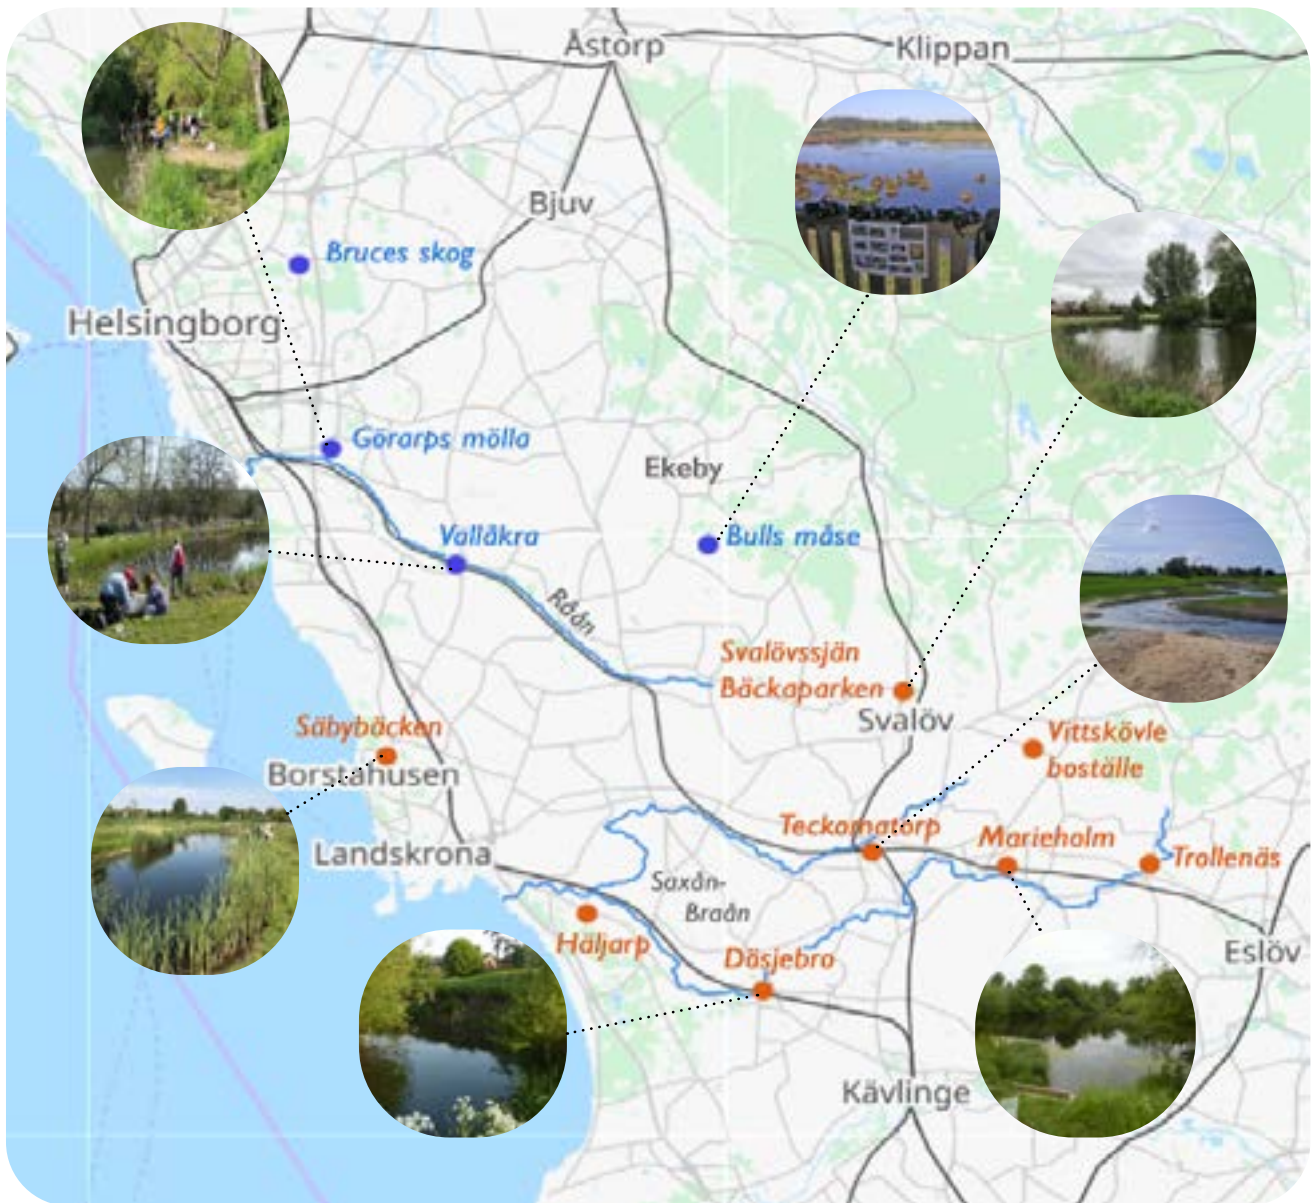 Åstorp
Klippan
Bjuv
Bruces skog
Helsingborg
Görarps mölla
Ekeby
Vallåkra
Bulls måse
Råån
Svalövssjän
Bäckaparken
Svalöv
Säbybäcken
Borstahusen
Vittskövle
boställe
Teckomatorp
Marieholm
Trollenäs
Landskrona
Saxån-
Braån
Häljarp
Dösjebro
Eslöv
Kävlinge